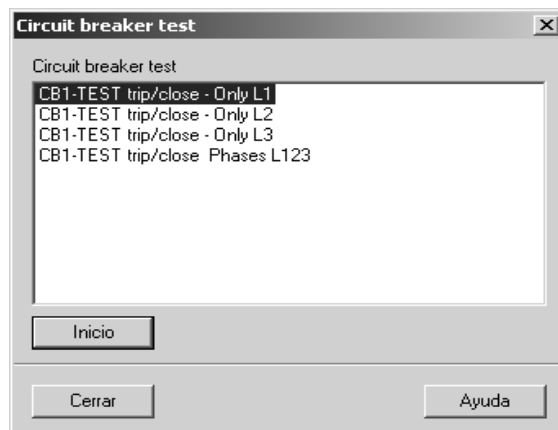 Circuit breaker test
Circuit breaker test
CB1-TEST trip/close - Only L1
CB1-TEST trip/close - Only L2
CB1-TEST trip/close - Only L3
CB1-TEST trip/close Phases L123
Inicio
Cerrar
Ayuda